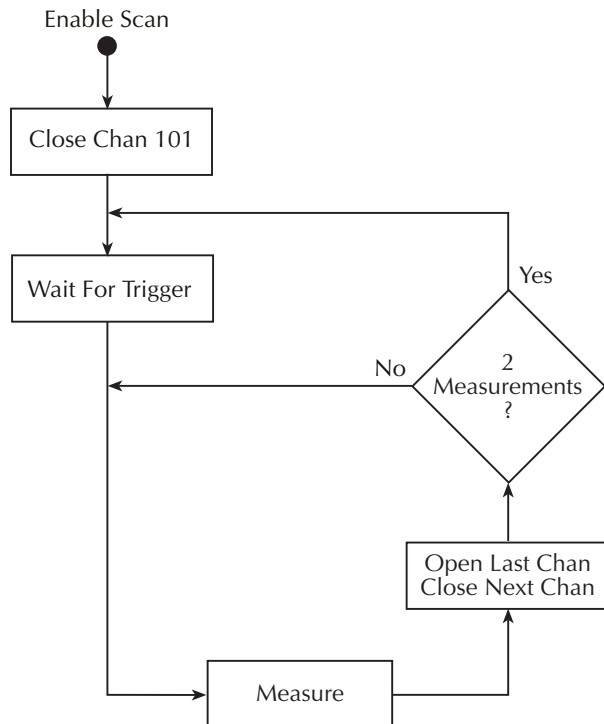 Enable Scan
Close Chan 101
Wait For Trigger
Yes
No
2
Measurements
?
Open Last Chan
Close Next Chan
Measure